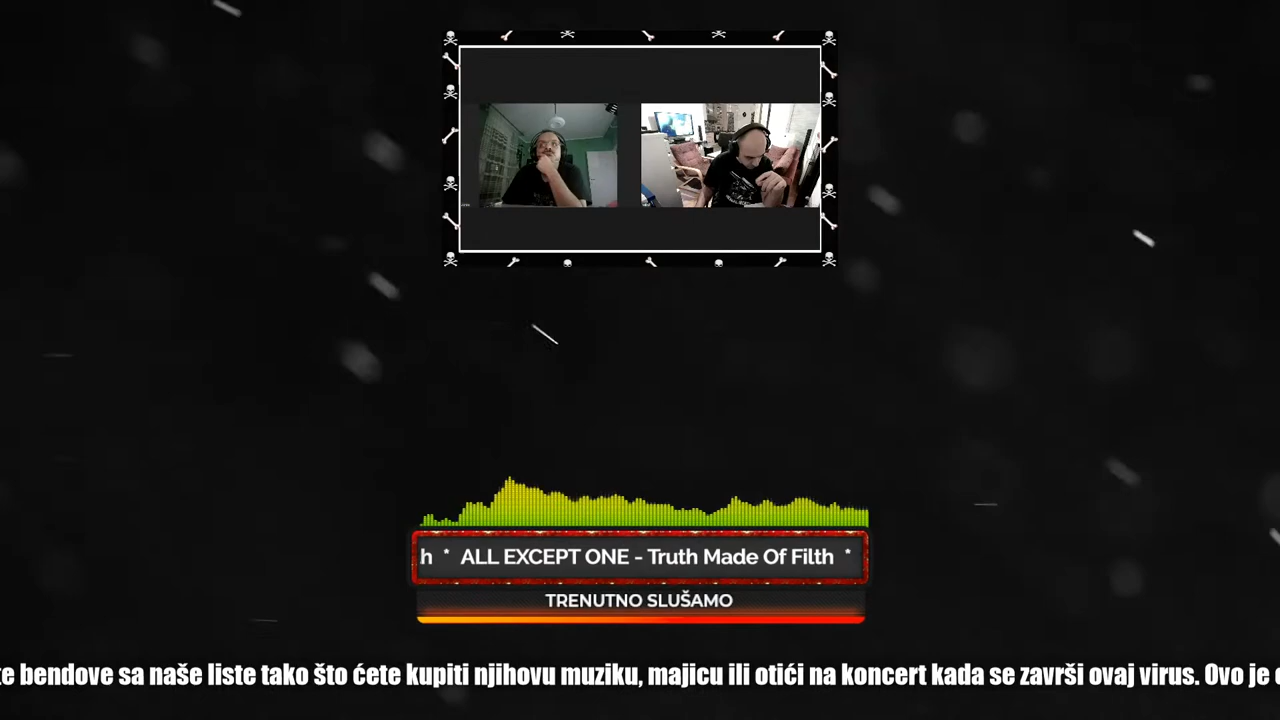 h * ALL EXCEPT ONE - Truth Made Of Filth *
TRENUTNO SLUŠAMO
te bendove sa naše liste tako što ćete kupiti njihovu muziku, majicu ili otići na koncert kada se završi ovaj virus. Ovo je